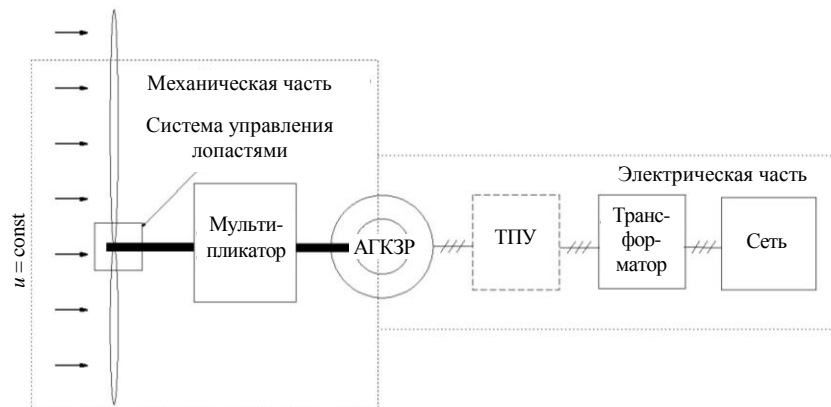 Механическая часть
Система управления
лопастями
Электрическая часть
u = const
Мульти-
пликатор
АГКЗР
ТПУ
Транс-
фор-
матор
Сеть